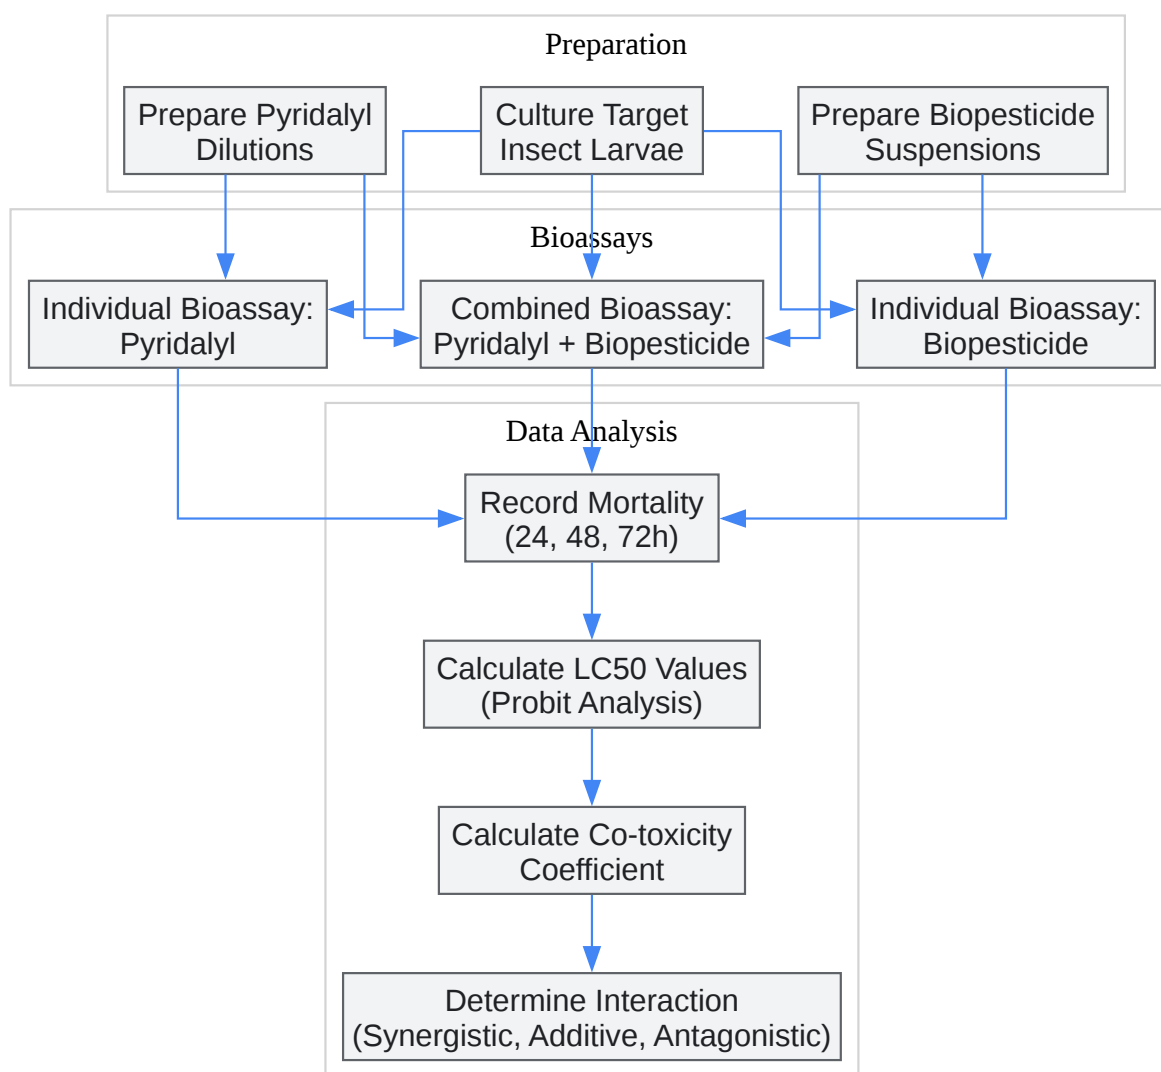 Preparation
Prepare Pyridalyl
Dilutions
Culture Target
Insect Larvae
Prepare Biopesticide
Suspensions
Bioassays
Individual Bioassay:
Pyridalyl
Combined Bioassay:
Pyridalyl + Biopesticide
Individual Bioassay:
Biopesticide
Data Analysis
Record Mortality
(24, 48, 72h)
Calculate LC50 Values
(Probit Analysis)
Calculate Co-toxicity
Coefficient
Determine Interaction
(Synergistic, Additive, Antagonistic)